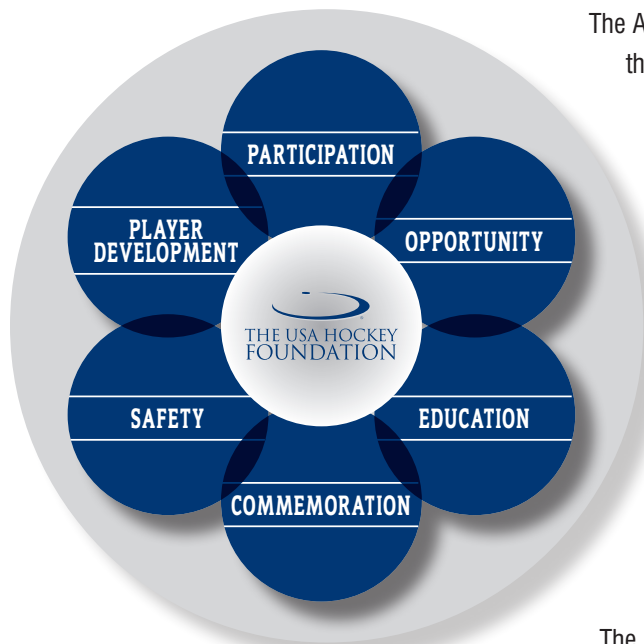 The A
th
PARTICIPATION
PLAYER
DEVELOPMENT
OPPORTUNITY
THE USA HOCKEY
FOUNDATION
SAFETY
EDUCATION
COMMEMORATION
The